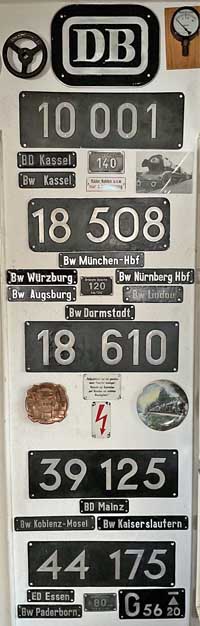 DB
10 001
BD Kassel
140
Bw Kassel
18 508
Bw München-Hbf
Bw Würzburg
120
Bw Nürnberg Hbf
Bw Augsburg
Bw Lindau
Bw Darmstadt
18 610
39 125
BD Mainz
Bw Koblenz-Mosel
Bw Kaiserslautern
44 175
ED Essen
80
G 56 20
Bw Paderborn